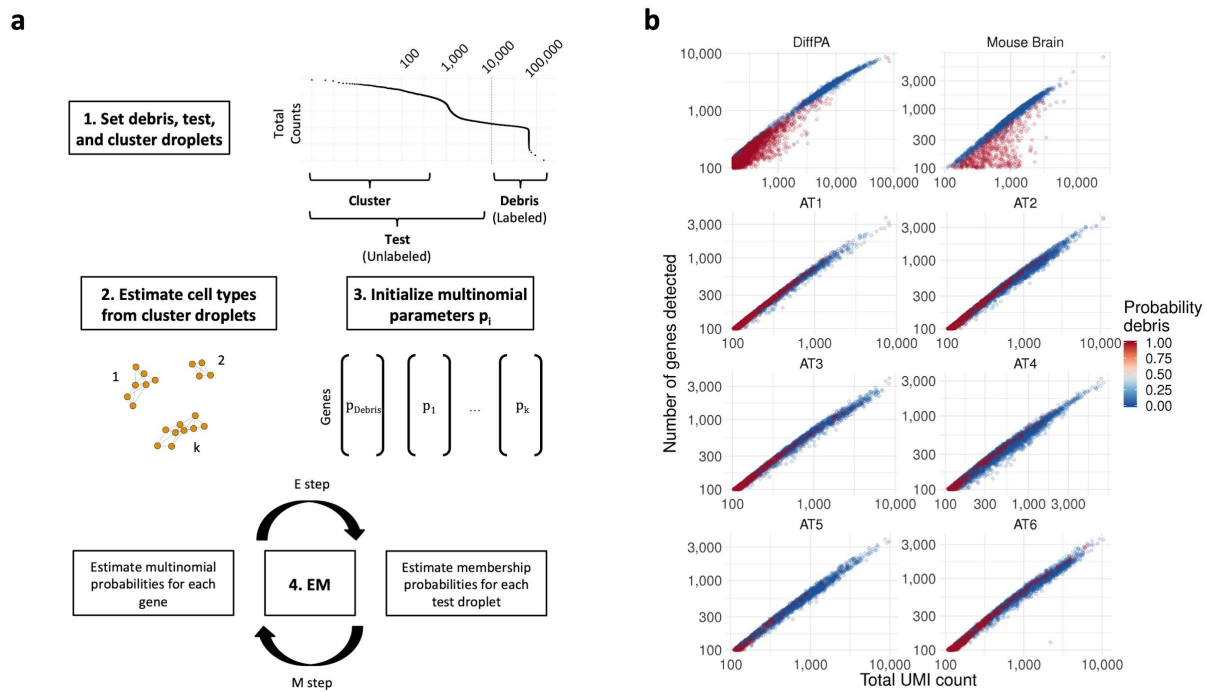 a
1. Set debris, test,
and cluster droplets
100
1,000
10,000
100,000
Total
Counts
Cluster
Debris
(Labeled)
Test
(Unlabeled)
2. Estimate cell types
from cluster droplets
3. Initialize multinomial
parameters pᵢ
1
2
k
Genes
p_Debris
p₁
...
p_k
E step
Estimate multinomial
probabilities for each
gene
4. EM
Estimate membership
probabilities for each
test droplet
M step
b
DiffPA
Mouse Brain
10,000
1,000
100
3,000
1,000
300
100
1,000
10,000
100,000
100
1,000
10,000
AT1
AT2
3,000
1,000
300
100
3,000
1,000
300
100
100
1,000
10,000
100
1,000
10,000
AT3
AT4
3,000
1,000
300
100
3,000
1,000
300
100
100
1,000
10,000
100
300
1,000
3,000
AT5
AT6
3,000
1,000
300
100
3,000
1,000
300
100
100
1,000
10,000
100
1,000
10,000
Number of genes detected
Total UMI count
Probability
debris
1.00
0.75
0.50
0.25
0.00